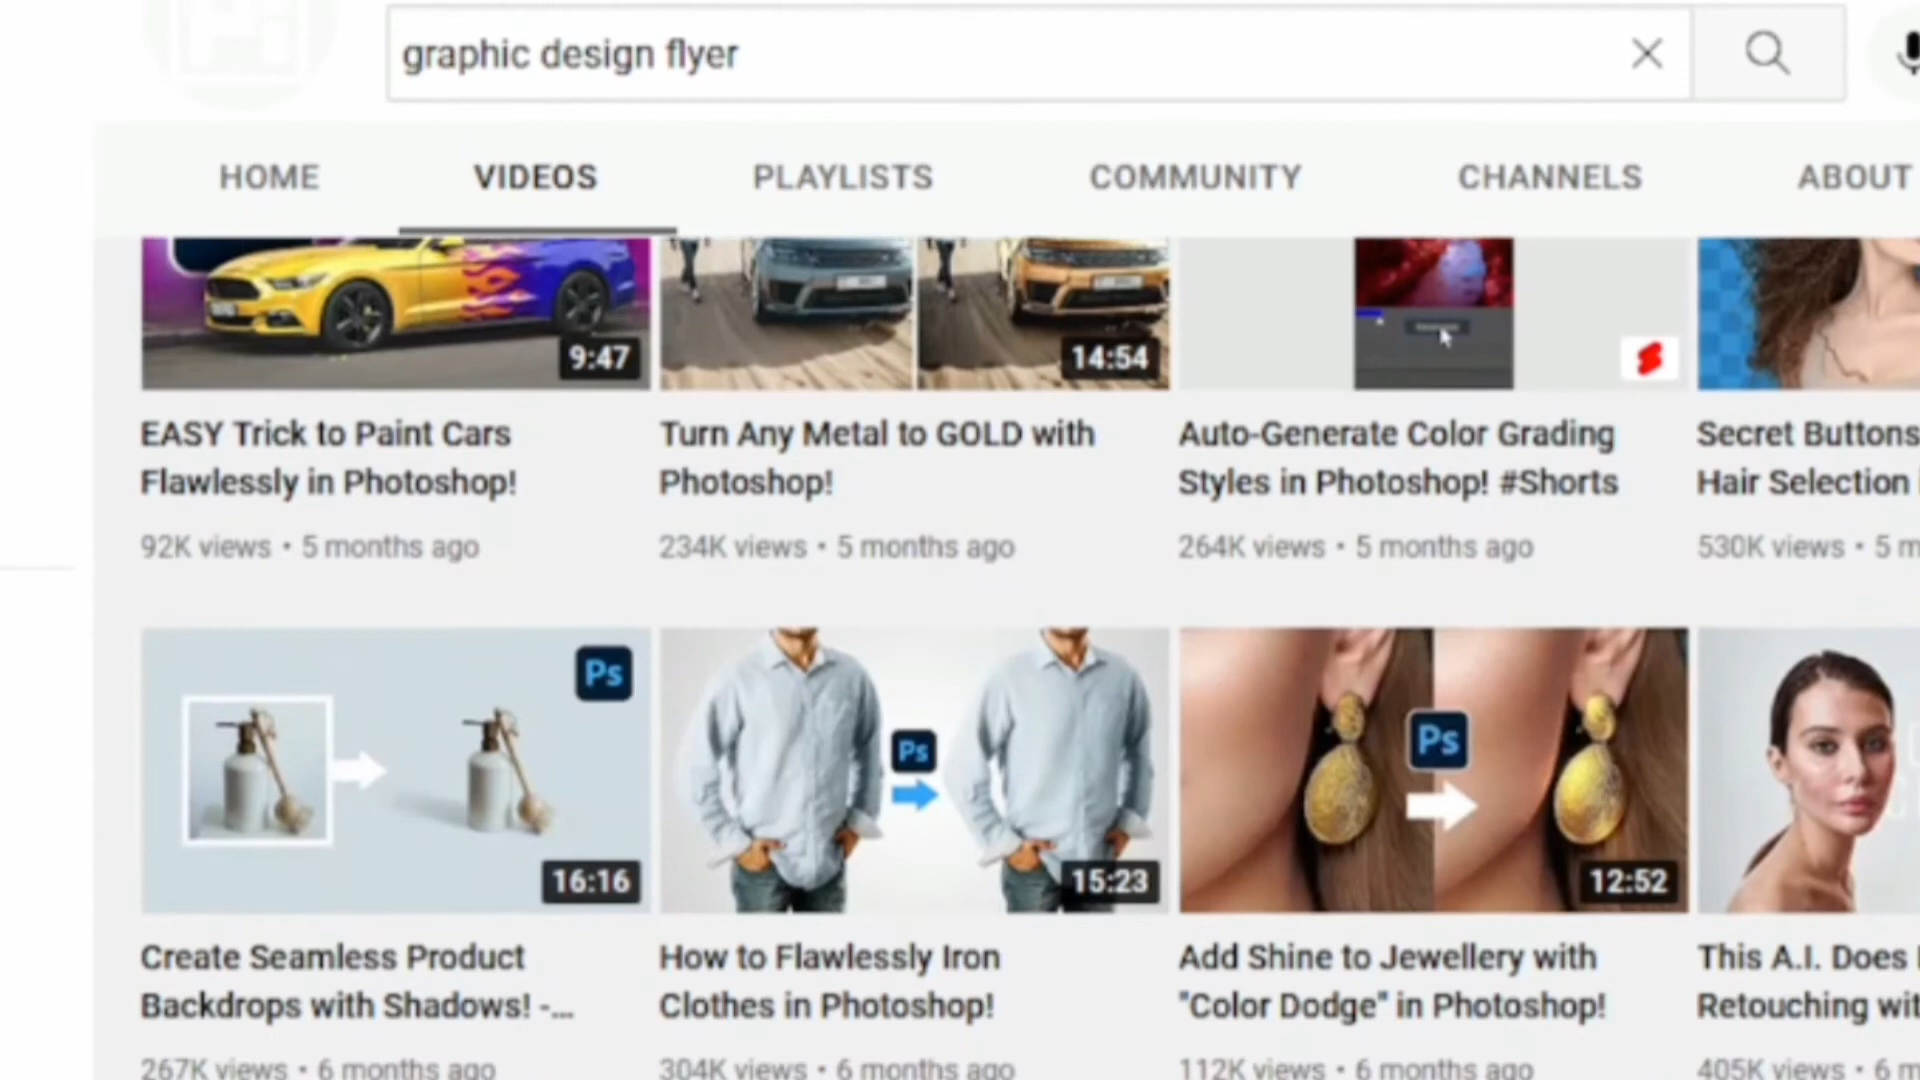 graphic design flyer
HOME VIDEOS PLAYLISTS COMMUNITY CHANNELS ABOUT
9:47
14:54
EASY Trick to Paint Cars
Flawlessly in Photoshop!
92K views • 5 months ago
Turn Any Metal to GOLD with
Photoshop!
234K views • 5 months ago
Auto-Generate Color Grading
Styles in Photoshop! #Shorts
264K views • 5 months ago
Secret Buttons
Hair Selection
530K views • 5 m
Ps
16:16
Ps
15:23
Ps
12:52
Create Seamless Product
Backdrops with Shadows! -...
267K views • 6 months ago
How to Flawlessly Iron
Clothes in Photoshop!
304K views • 6 months ago
Add Shine to Jewellery with
"Color Dodge" in Photoshop!
112K views • 6 months ago
This A.I. Does
Retouching wit
405K views • 6 m